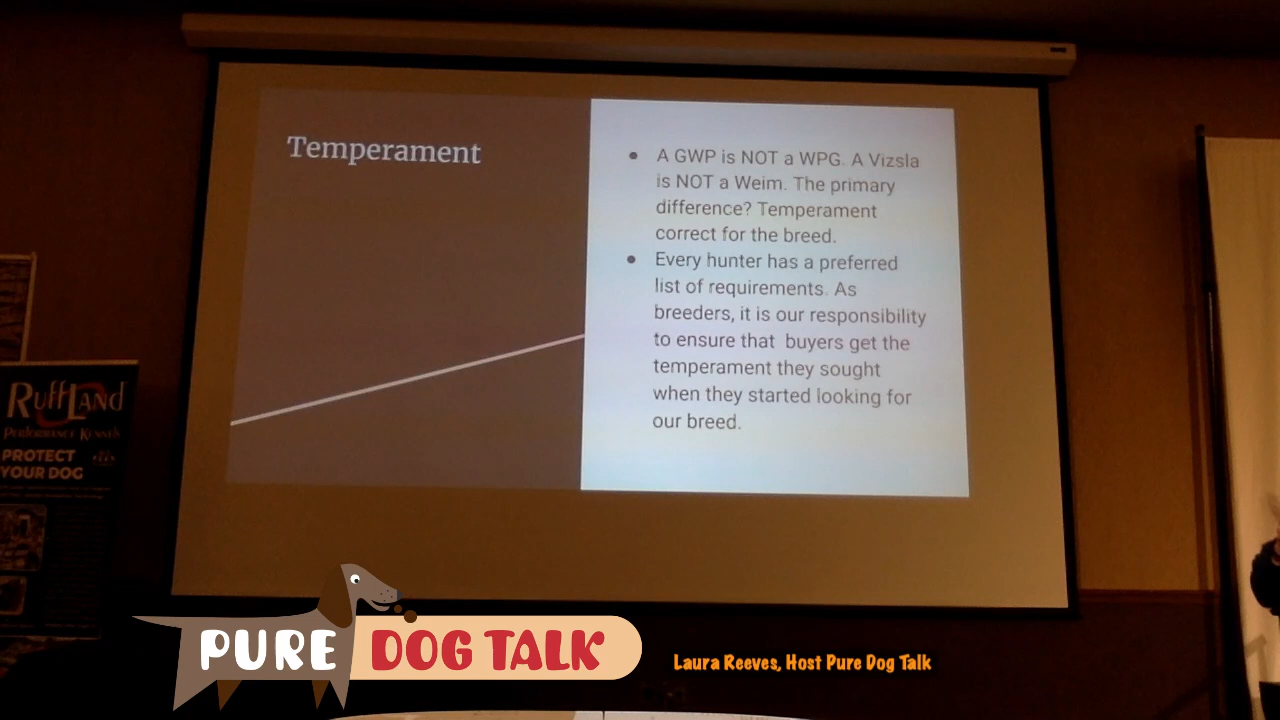 Temperament
● A GWP is NOT a WPG. A Vizsla
is NOT a Weim. The primary
difference? Temperament
correct for the breed.
● Every hunter has a preferred
list of requirements. As
breeders, it is our responsibility
to ensure that buyers get the
temperament they sought
when they started looking for
our breed.
RUFFLAND
PERFORMANCE KENNELS
PROTECT
YOUR DOG
PURE DOG TALK
Laura Reeves, Host Pure Dog Talk